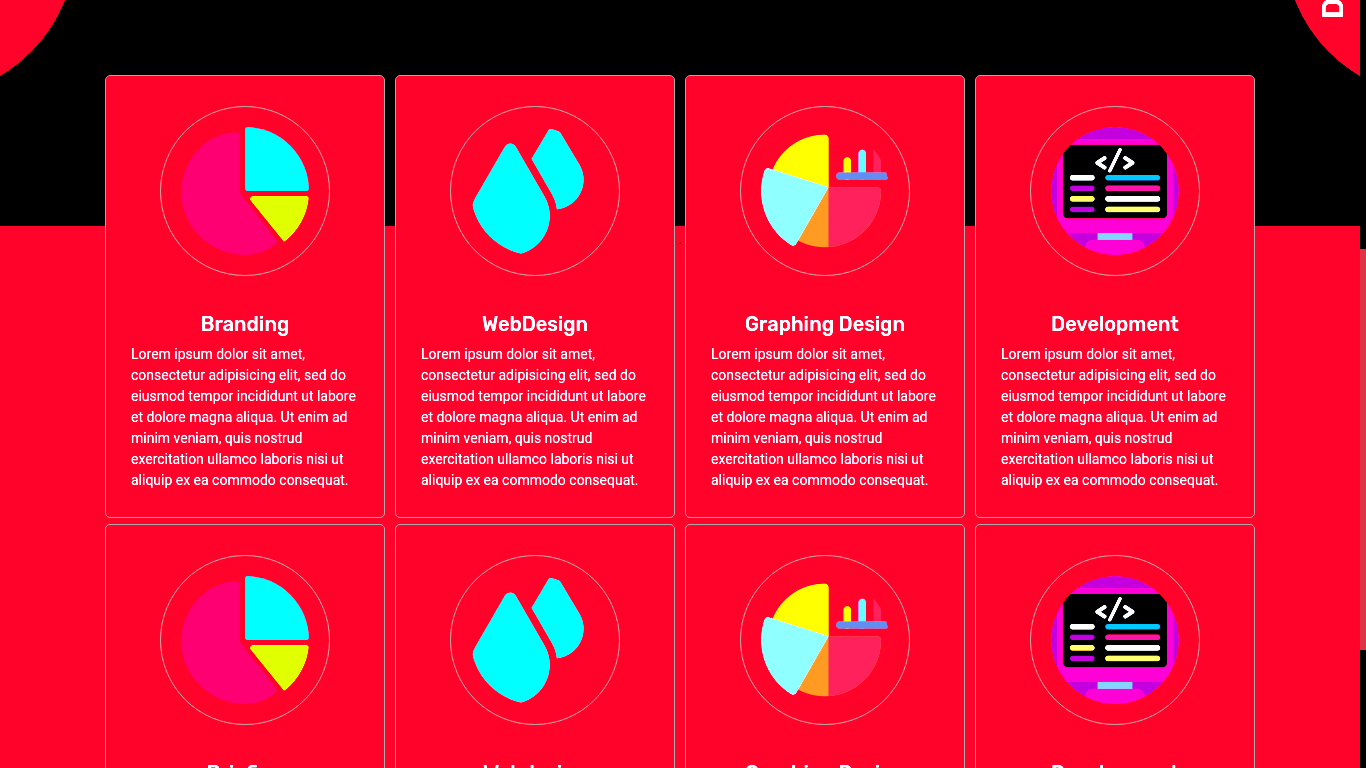 D
</>
Branding
WebDesign
Graphing Design
Development
Lorem ipsum dolor sit amet,
consectetur adipisicing elit, sed do
eiusmod tempor incididunt ut labore
et dolore magna aliqua. Ut enim ad
minim veniam, quis nostrud
exercitation ullamco laboris nisi ut
aliquip ex ea commodo consequat.
Lorem ipsum dolor sit amet,
consectetur adipisicing elit, sed do
eiusmod tempor incididunt ut labore
et dolore magna aliqua. Ut enim ad
minim veniam, quis nostrud
exercitation ullamco laboris nisi ut
aliquip ex ea commodo consequat.
Lorem ipsum dolor sit amet,
consectetur adipisicing elit, sed do
eiusmod tempor incididunt ut labore
et dolore magna aliqua. Ut enim ad
minim veniam, quis nostrud
exercitation ullamco laboris nisi ut
aliquip ex ea commodo consequat.
Lorem ipsum dolor sit amet,
consectetur adipisicing elit, sed do
eiusmod tempor incididunt ut labore
et dolore magna aliqua. Ut enim ad
minim veniam, quis nostrud
exercitation ullamco laboris nisi ut
aliquip ex ea commodo consequat.
</>